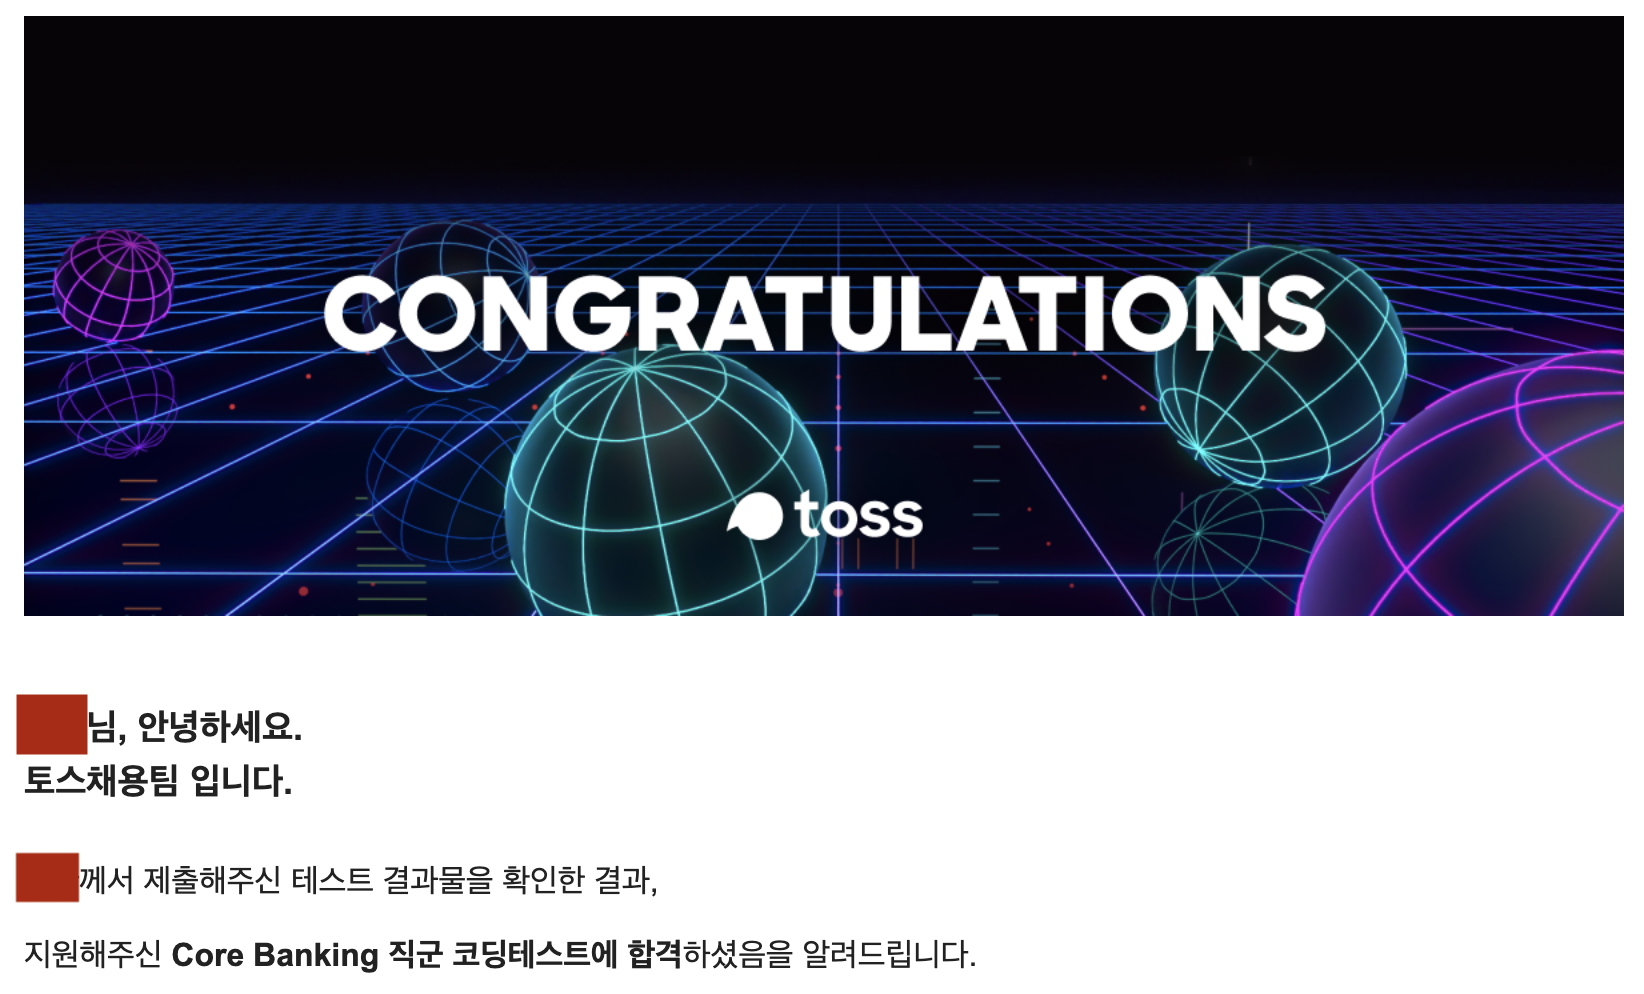 CONGRATULATIONS
toss
님, 안녕하세요.
토스채용팀 입니다.
께서 제출해주신 테스트 결과물을 확인한 결과,
지원해주신 Core Banking 직군 코딩테스트에 합격하셨음을 알려드립니다.